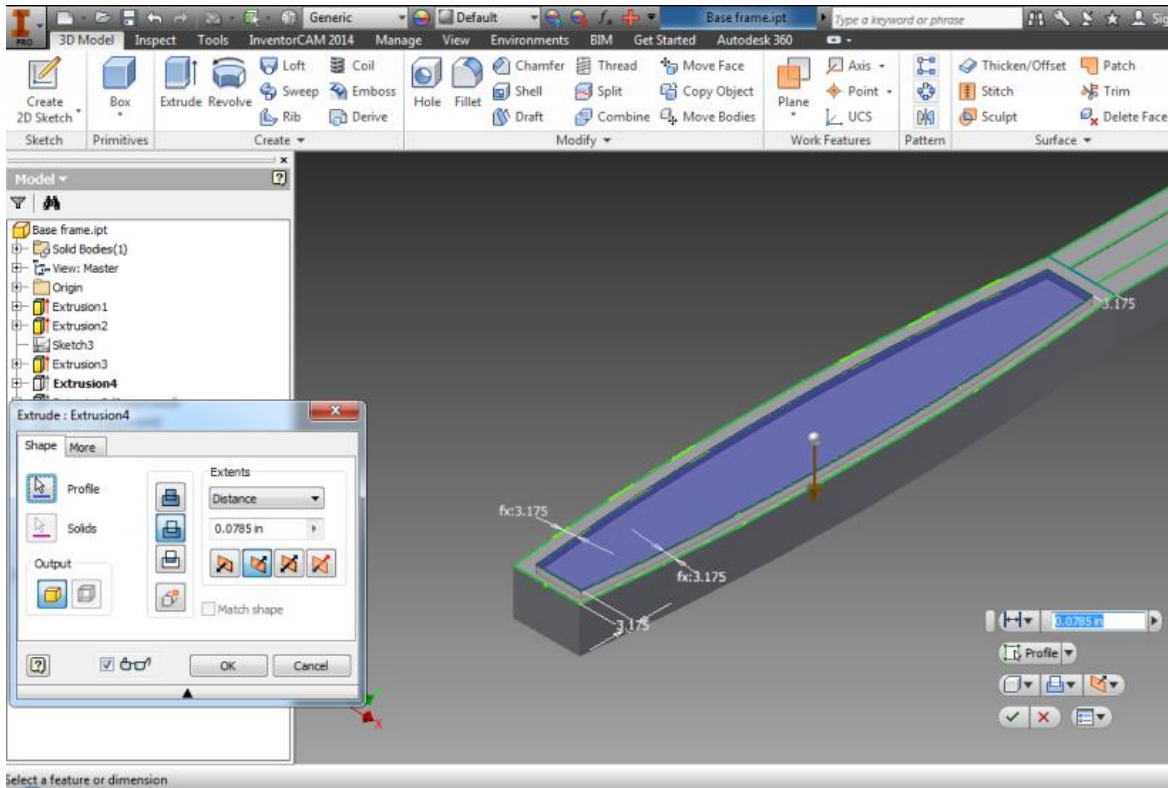 PRO
Generic
Default
Base frame.ipt
Type a keyword or phrase
3D Model Inspect Tools InventorCAM 2014 Manage View Environments BIM Get Started Autodesk 360
Create
2D Sketch
Box
Extrude Revolve
Loft
Sweep
Rib
Coil
Emboss
Derive
Hole Fillet
Chamfer
Shell
Draft
Thread
Split
Combine
Move Face
Copy Object
Move Bodies
Plane
Axis
Point
UCS
Thicken/Offset
Stitch
Sculpt
Patch
Trim
Delete Face
Sketch Primitives Create Modify Work Features Pattern Surface
Model
Base frame.ipt
Solid Bodies(1)
View: Master
Origin
Extrusion1
Extrusion2
Sketch3
Extrusion3
Extrusion4
Extrude : Extrusion4
Shape More
Profile
Solids
Output
Extents
Distance
0.0785 in
Match shape
OK Cancel
3.175
fx:3.175
fx:3.175
3.175
0.0785 in
Profile
X
Select a feature or dimension